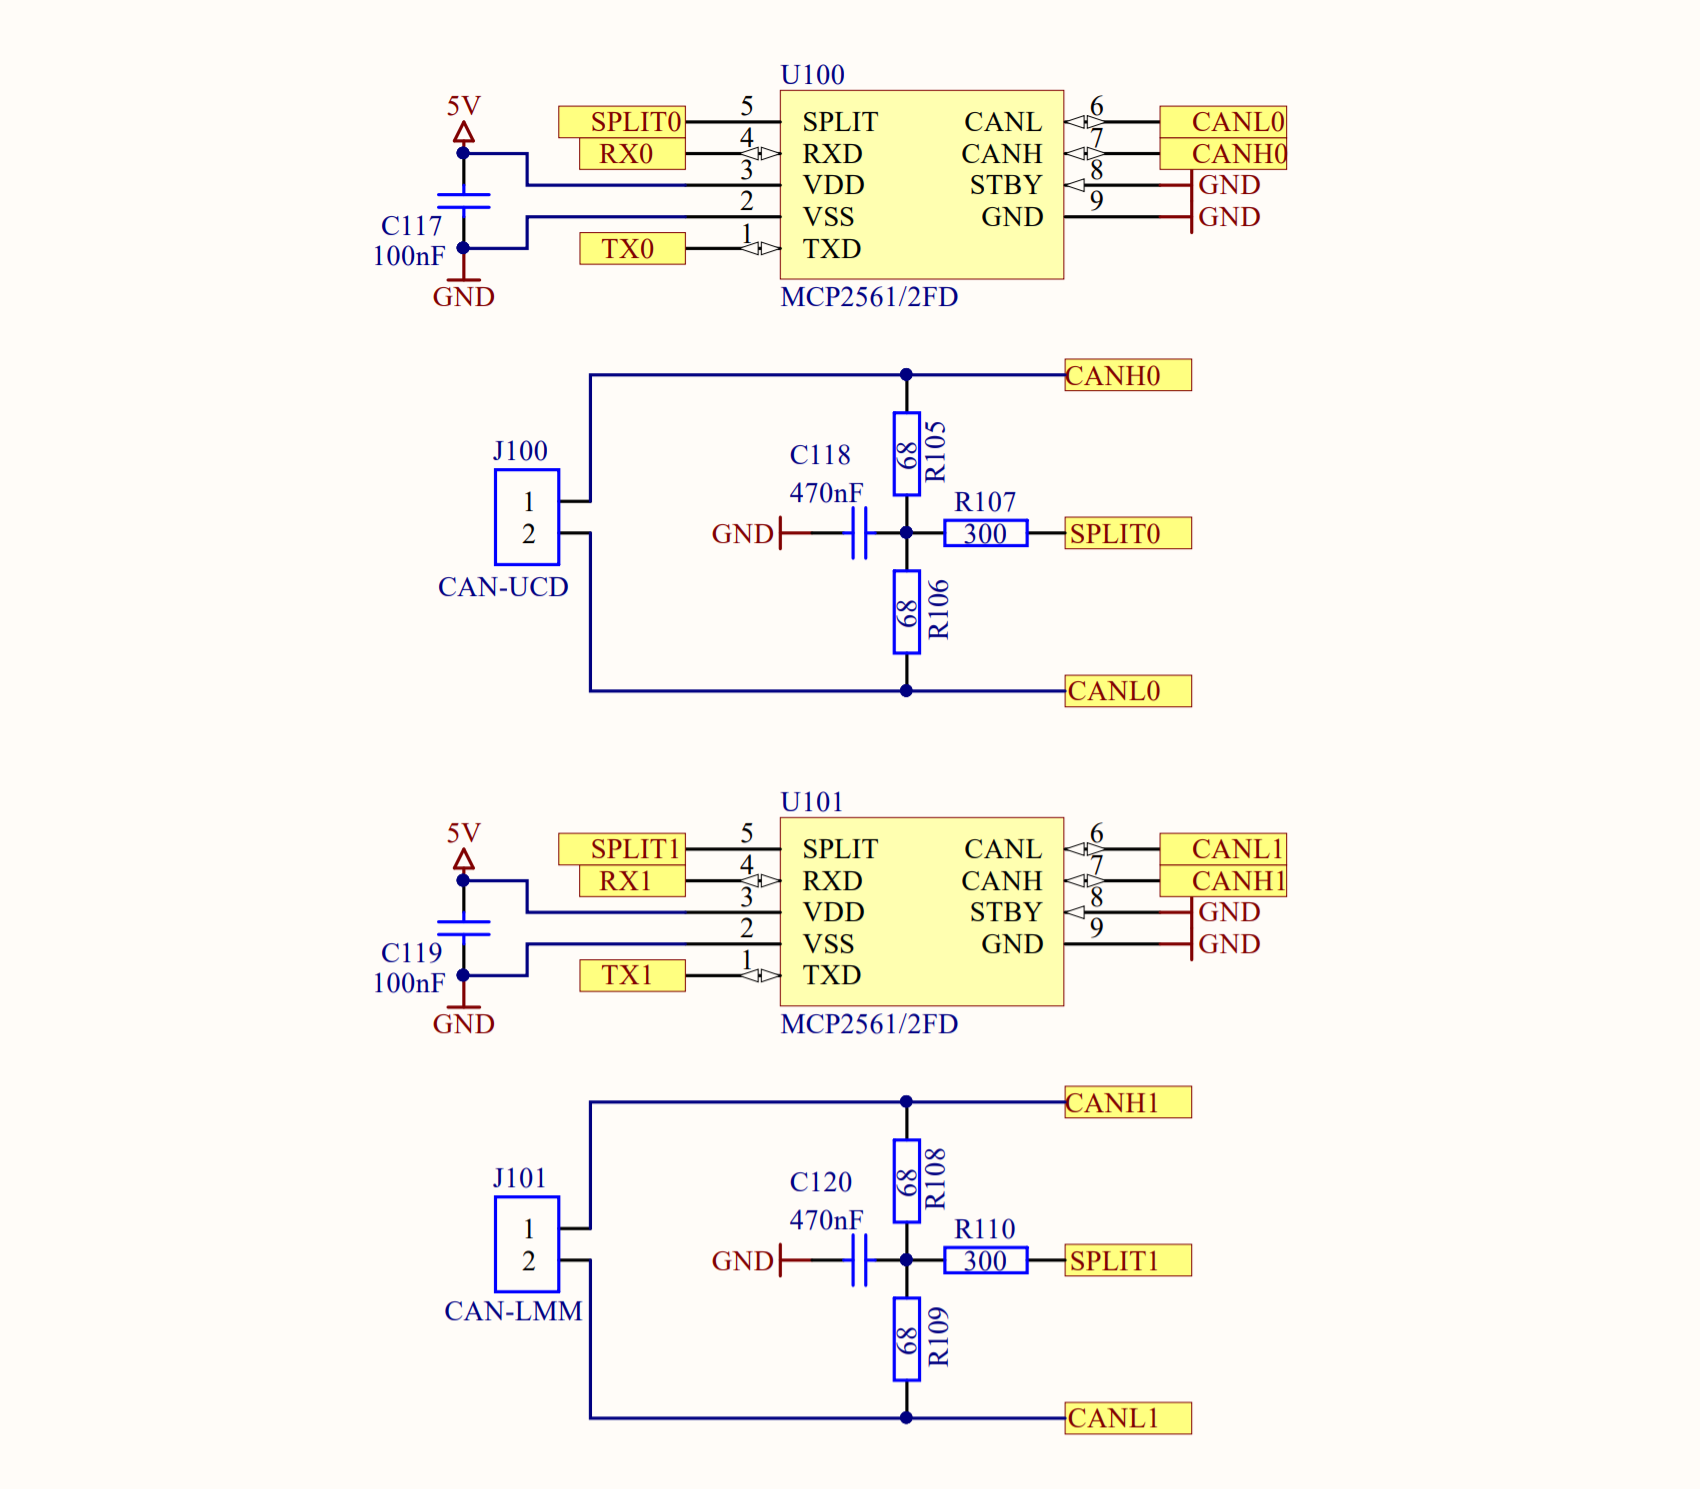 U100
5V
SPLIT0 5 SPLIT CANL 6 CANL0
RX0 4 RXD CANH 7 CANH0
3 VDD STBY 8 GND
2 VSS GND 9 GND
TX0 1 TXD
C117
100nF
GND
MCP2561/2FD
CANH0
J100
1
2
CAN-UCD
C118
470nF
68
R105
R107
GND
300
SPLIT0
68
R106
CANL0
U101
5V
SPLIT1 5 SPLIT CANL 6 CANL1
RX1 4 RXD CANH 7 CANH1
3 VDD STBY 8 GND
2 VSS GND 9 GND
TX1 1 TXD
C119
100nF
GND
MCP2561/2FD
CANH1
J101
1
2
CAN-LMM
C120
470nF
68
R108
R110
GND
300
SPLIT1
68
R109
CANL1